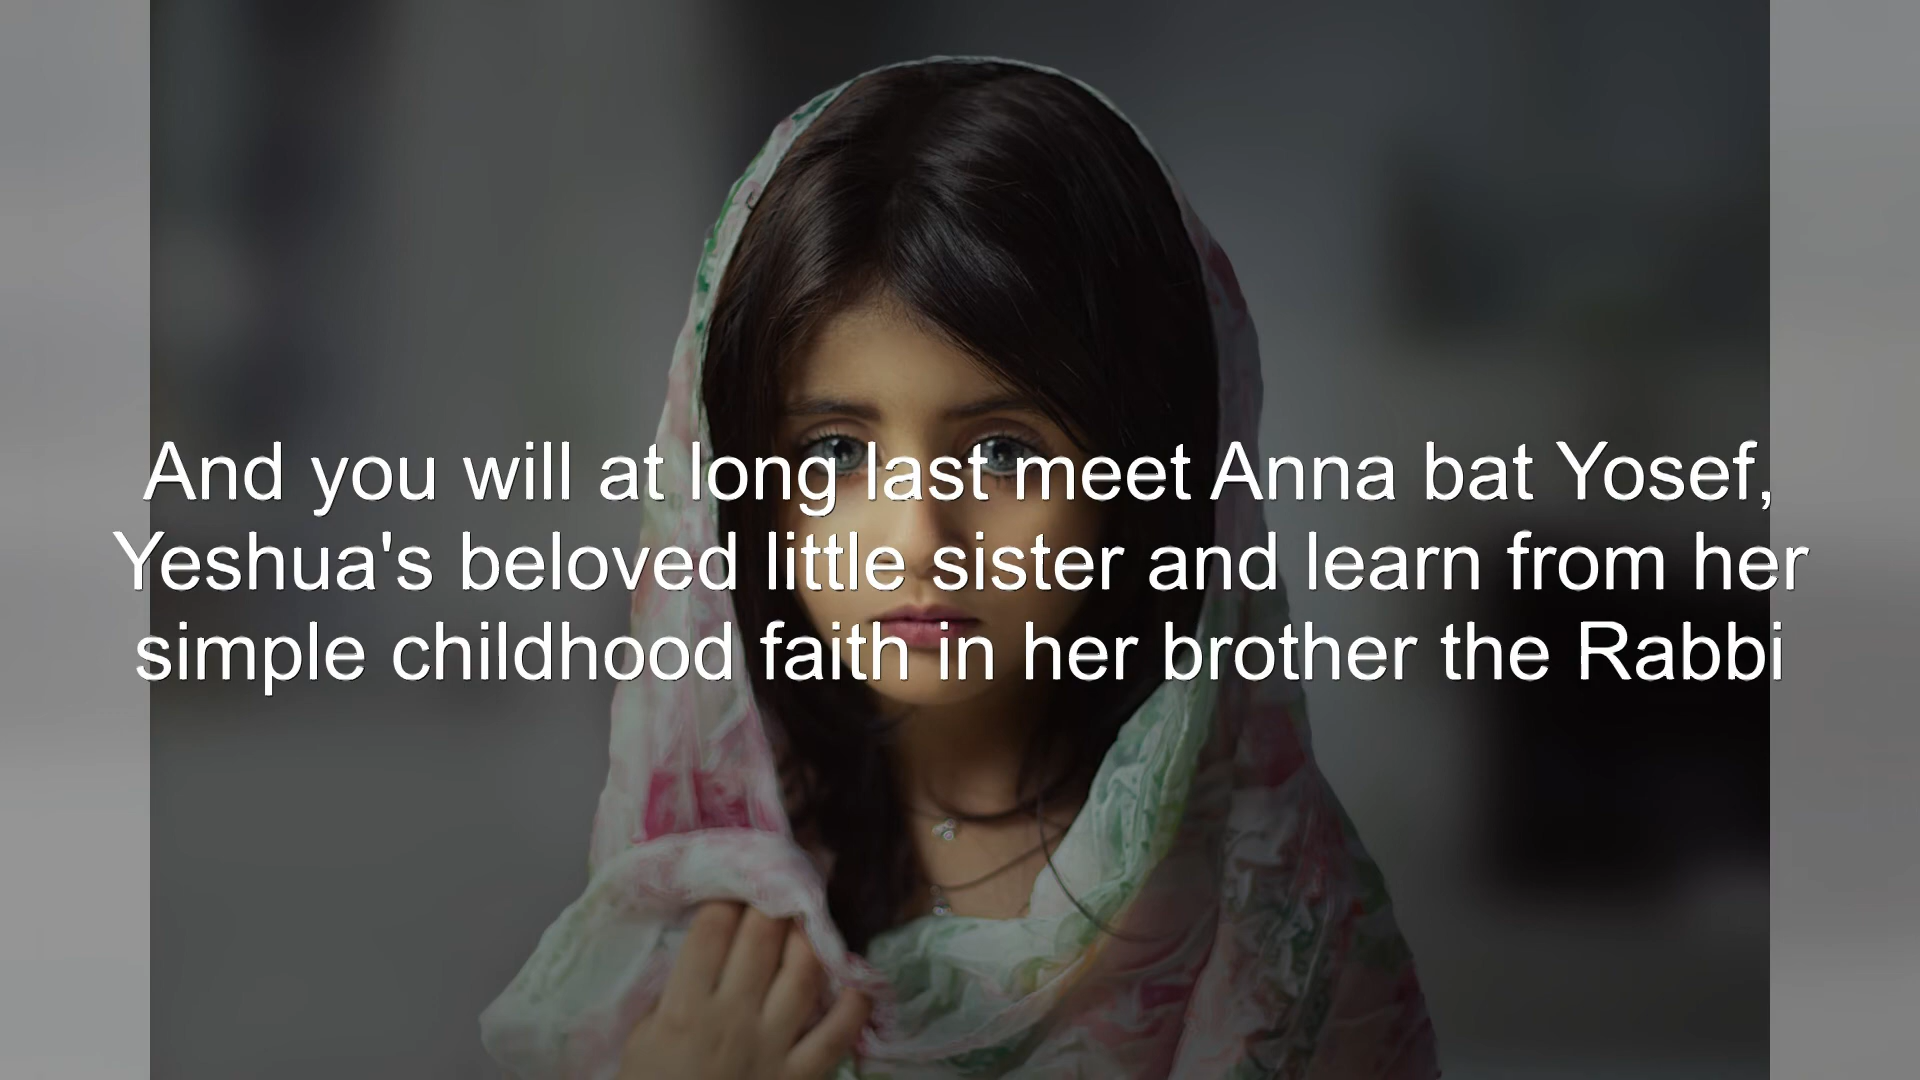 And you will at long last meet Anna bat Yosef,
Yeshua's beloved little sister and learn from her
simple childhood faith in her brother the Rabbi